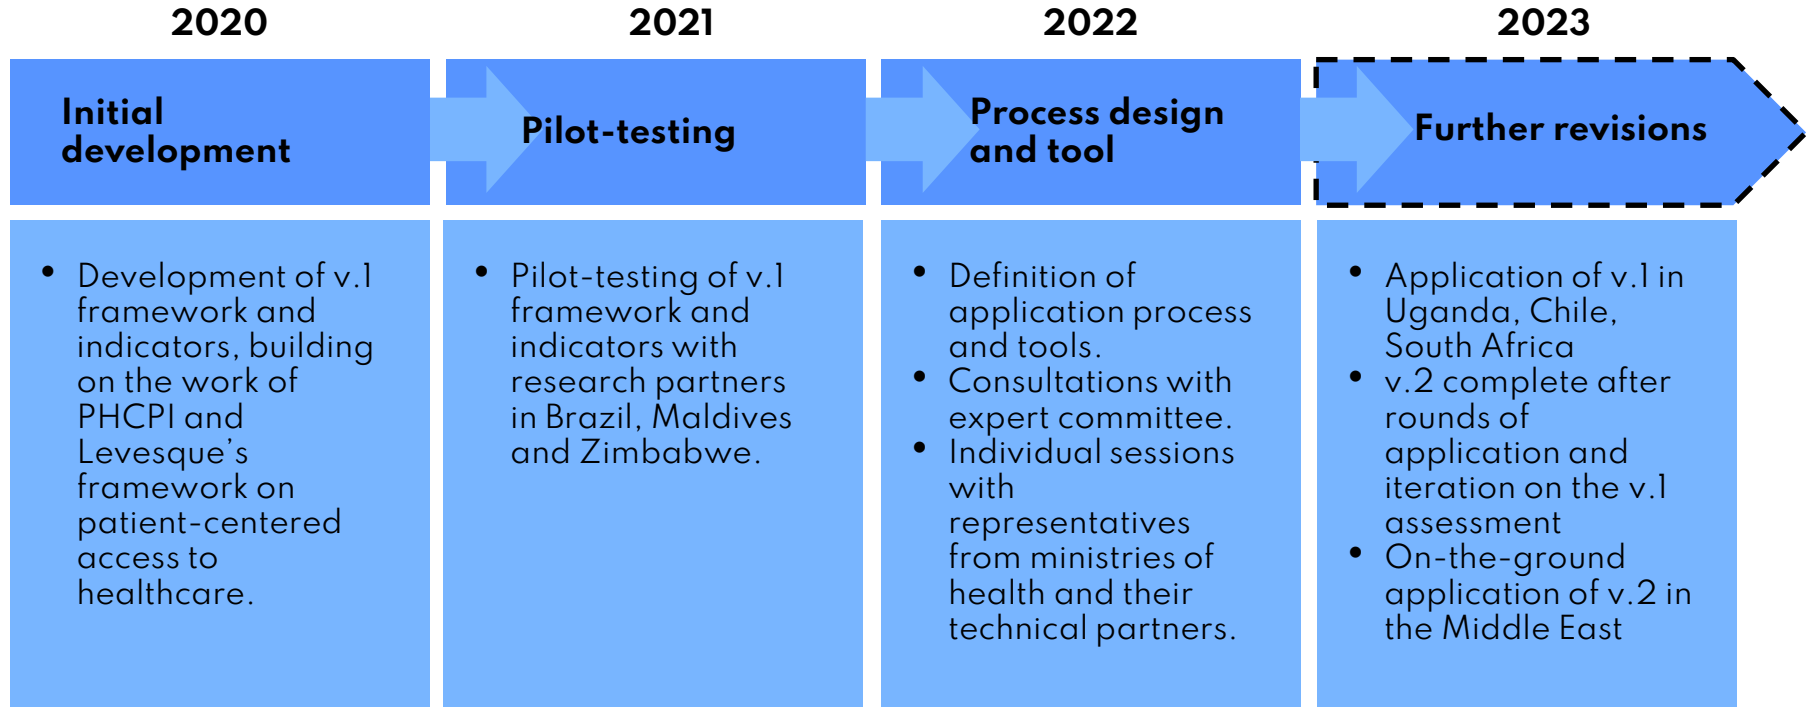 2020
2021
2022
2023
Initial
development
Pilot-testing
Process design
and tool
Further revisions
• Development of v.1
framework and
indicators, building
on the work of
PHCPI and
Levesque’s
framework on
patient-centered
access to
healthcare.
• Pilot-testing of v.1
framework and
indicators with
research partners
in Brazil, Maldives
and Zimbabwe.
• Definition of
application process
and tools.
• Consultations with
expert committee.
• Individual sessions
with
representatives
from ministries of
health and their
technical partners.
• Application of v.1 in
Uganda, Chile,
South Africa
• v.2 complete after
rounds of
application and
iteration on the v.1
assessment
• On-the-ground
application of v.2 in
the Middle East